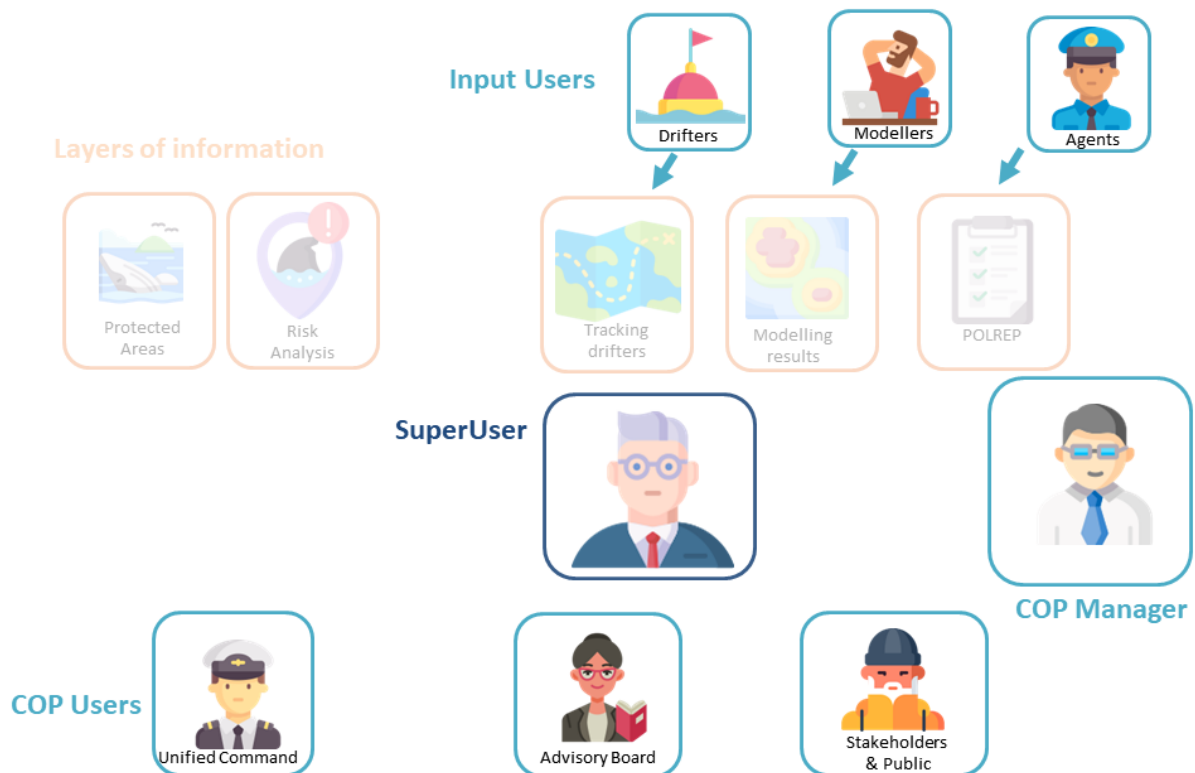 Input Users
Drifters
Modellers
Agents
Layers of information
Protected
Areas
Risk
Analysis
Tracking
drifters
Modelling
results
POLREP
SuperUser
COP Manager
COP Users
Unified Command
Advisory Board
Stakeholders
& Public